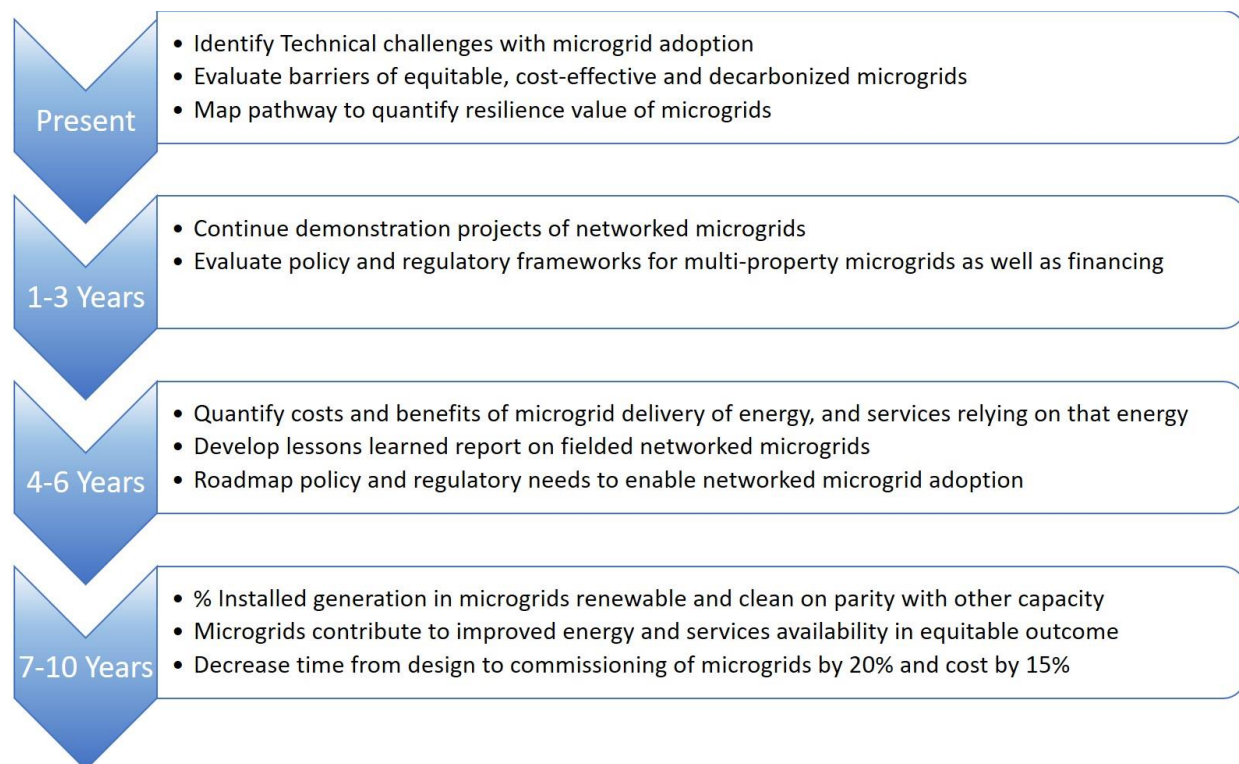 Present
• Identify Technical challenges with microgrid adoption
• Evaluate barriers of equitable, cost-effective and decarbonized microgrids
• Map pathway to quantify resilience value of microgrids
1-3 Years
• Continue demonstration projects of networked microgrids
• Evaluate policy and regulatory frameworks for multi-property microgrids as well as financing
4-6 Years
• Quantify costs and benefits of microgrid delivery of energy, and services relying on that energy
• Develop lessons learned report on fielded networked microgrids
• Roadmap policy and regulatory needs to enable networked microgrid adoption
7-10 Years
• % Installed generation in microgrids renewable and clean on parity with other capacity
• Microgrids contribute to improved energy and services availability in equitable outcome
• Decrease time from design to commissioning of microgrids by 20% and cost by 15%